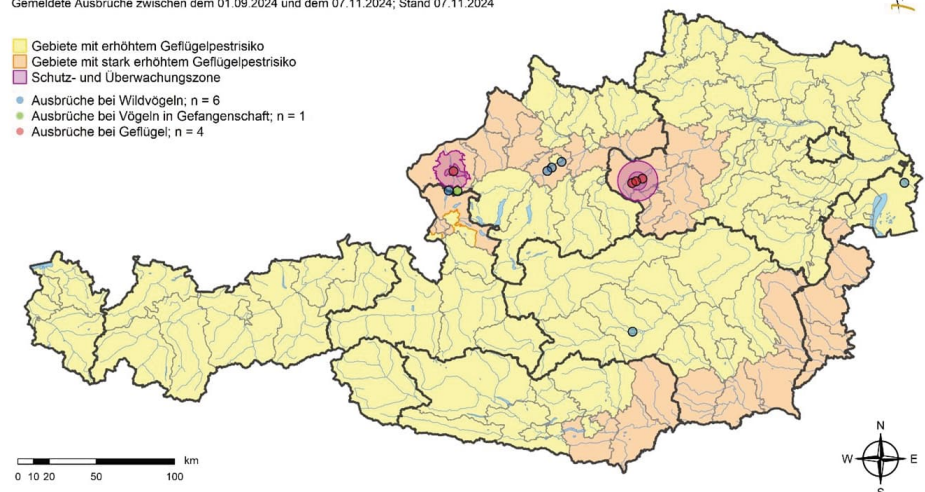 Gemeldete Ausbrüche zwischen dem 01.09.2024 und dem 07.11.2024; Stand 07.11.2024
Gebiete mit erhöhtem Geflügelpestrisiko
Gebiete mit stark erhöhtem Geflügelpestrisiko
Schutz- und Überwachungszone
Ausbrüche bei Wildvögeln; n = 6
Ausbrüche bei Vögeln in Gefangenschaft; n = 1
Ausbrüche bei Geflügel; n = 4
km
0 10 20 50 100
N
W E
S